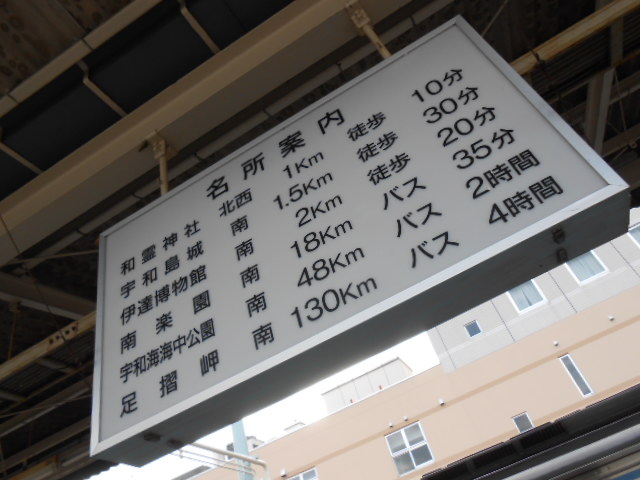 名所案内
和霊神社 北西 1Km 徒歩 10分
宇和島城 南 1.5Km 徒歩 30分
伊達博物館 南 2Km 徒歩 20分
南楽園 南 18Km バス 35分
宇和海海中公園 南 48Km バス 2時間
足摺岬 南 130Km バス 4時間